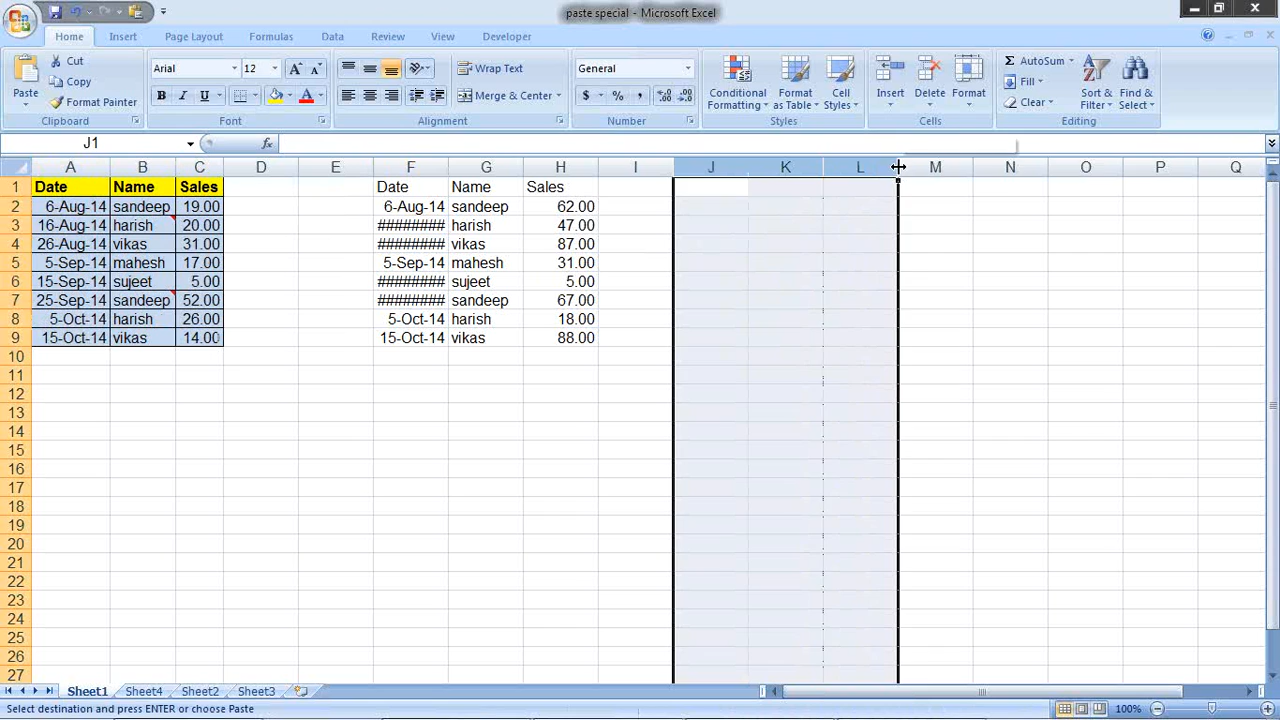 paste special - Microsoft Excel
Home Insert Page Layout Formulas Data Review View Developer
Paste Cut Copy Format Painter Clipboard
Arial 12 A A B I U A Font
Wrap Text Merge & Center Alignment
General $ % , .0 .00 .00 .0 Number
Conditional Formatting Format as Table Cell Styles Styles
Insert Delete Format Cells
Σ AutoSum Fill Clear Sort & Filter Find & Select Editing
J1 fx
A B C D E F G H I J K L M N O P Q
1 Date Name Sales Date Name Sales
2 6-Aug-14 sandeep 19.00 6-Aug-14 sandeep 62.00
3 16-Aug-14 harish 20.00 ######## harish 47.00
4 26-Aug-14 vikas 31.00 ######## vikas 87.00
5 5-Sep-14 mahesh 17.00 5-Sep-14 mahesh 31.00
6 15-Sep-14 sujeet 5.00 ######## sujeet 5.00
7 25-Sep-14 sandeep 52.00 ######## sandeep 67.00
8 5-Oct-14 harish 26.00 5-Oct-14 harish 18.00
9 15-Oct-14 vikas 14.00 15-Oct-14 vikas 88.00
10
11
12
13
14
15
16
17
18
19
20
21
22
23
24
25
26
27
Sheet1 Sheet4 Sheet2 Sheet3
Select destination and press ENTER or choose Paste 100%